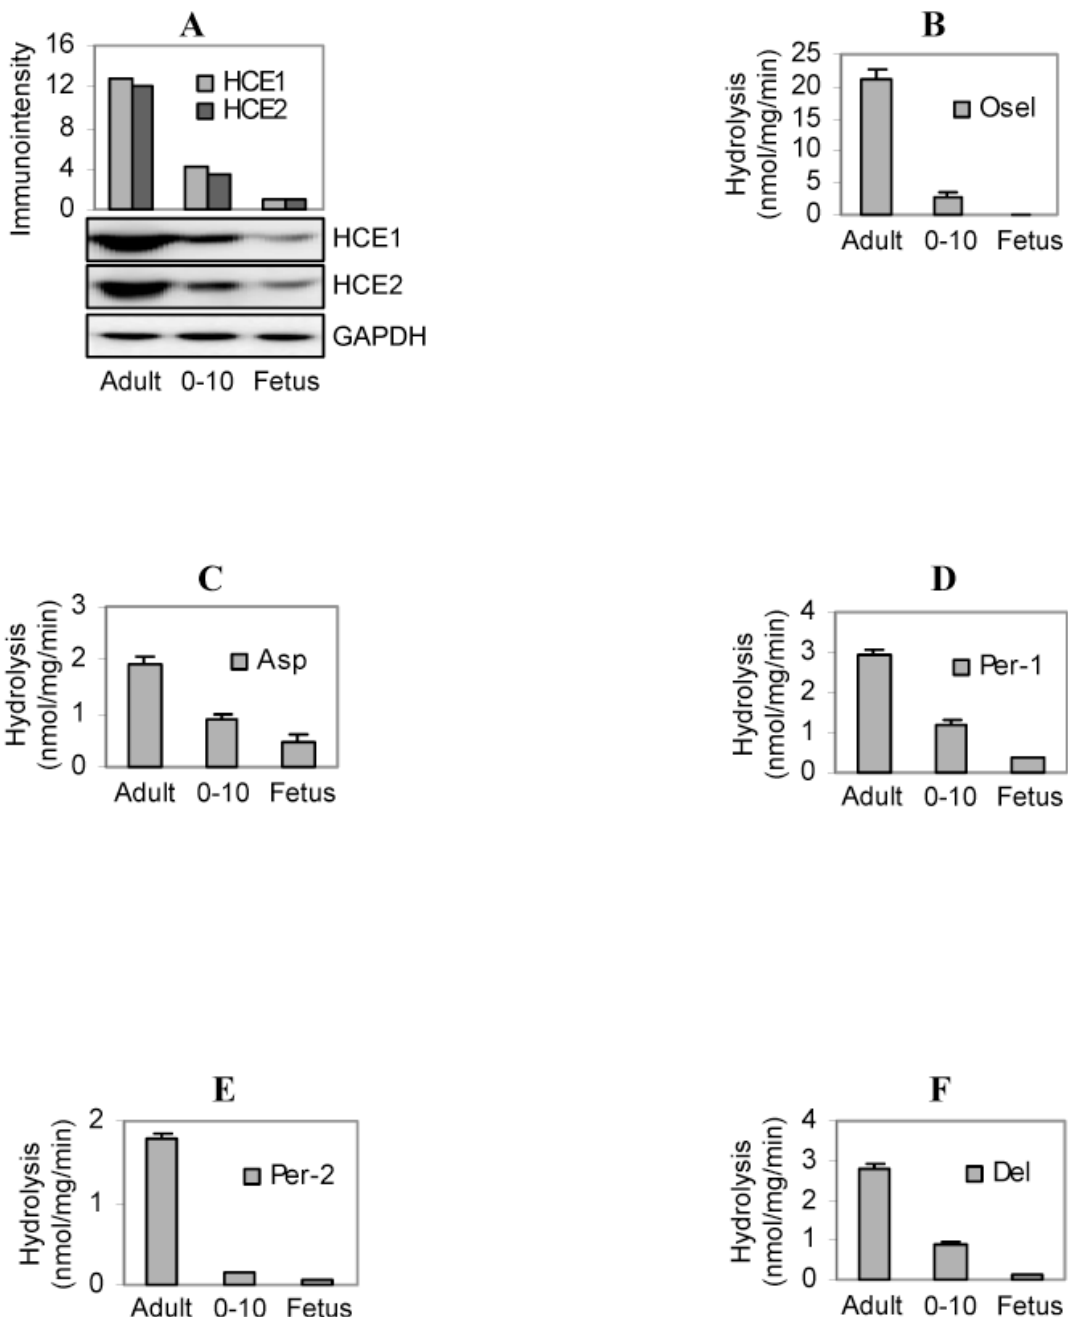 A
Immunointensity
16
12
8
4
0
HCE1
HCE2
HCE1
HCE2
GAPDH
Adult 0-10 Fetus
B
Hydrolysis
(nmol/mg/min)
25
20
15
10
5
0
Osel
Adult 0-10 Fetus
C
Hydrolysis
(nmol/mg/min)
3
2
1
0
Asp
Adult 0-10 Fetus
D
Hydrolysis
(nmol/mg/min)
4
3
2
1
0
Per-1
Adult 0-10 Fetus
E
Hydrolysis
(nmol/mg/min)
2
1
0
Per-2
Adult 0-10 Fetus
F
Hydrolysis
(nmol/mg/min)
4
3
2
1
0
Del
Adult 0-10 Fetus